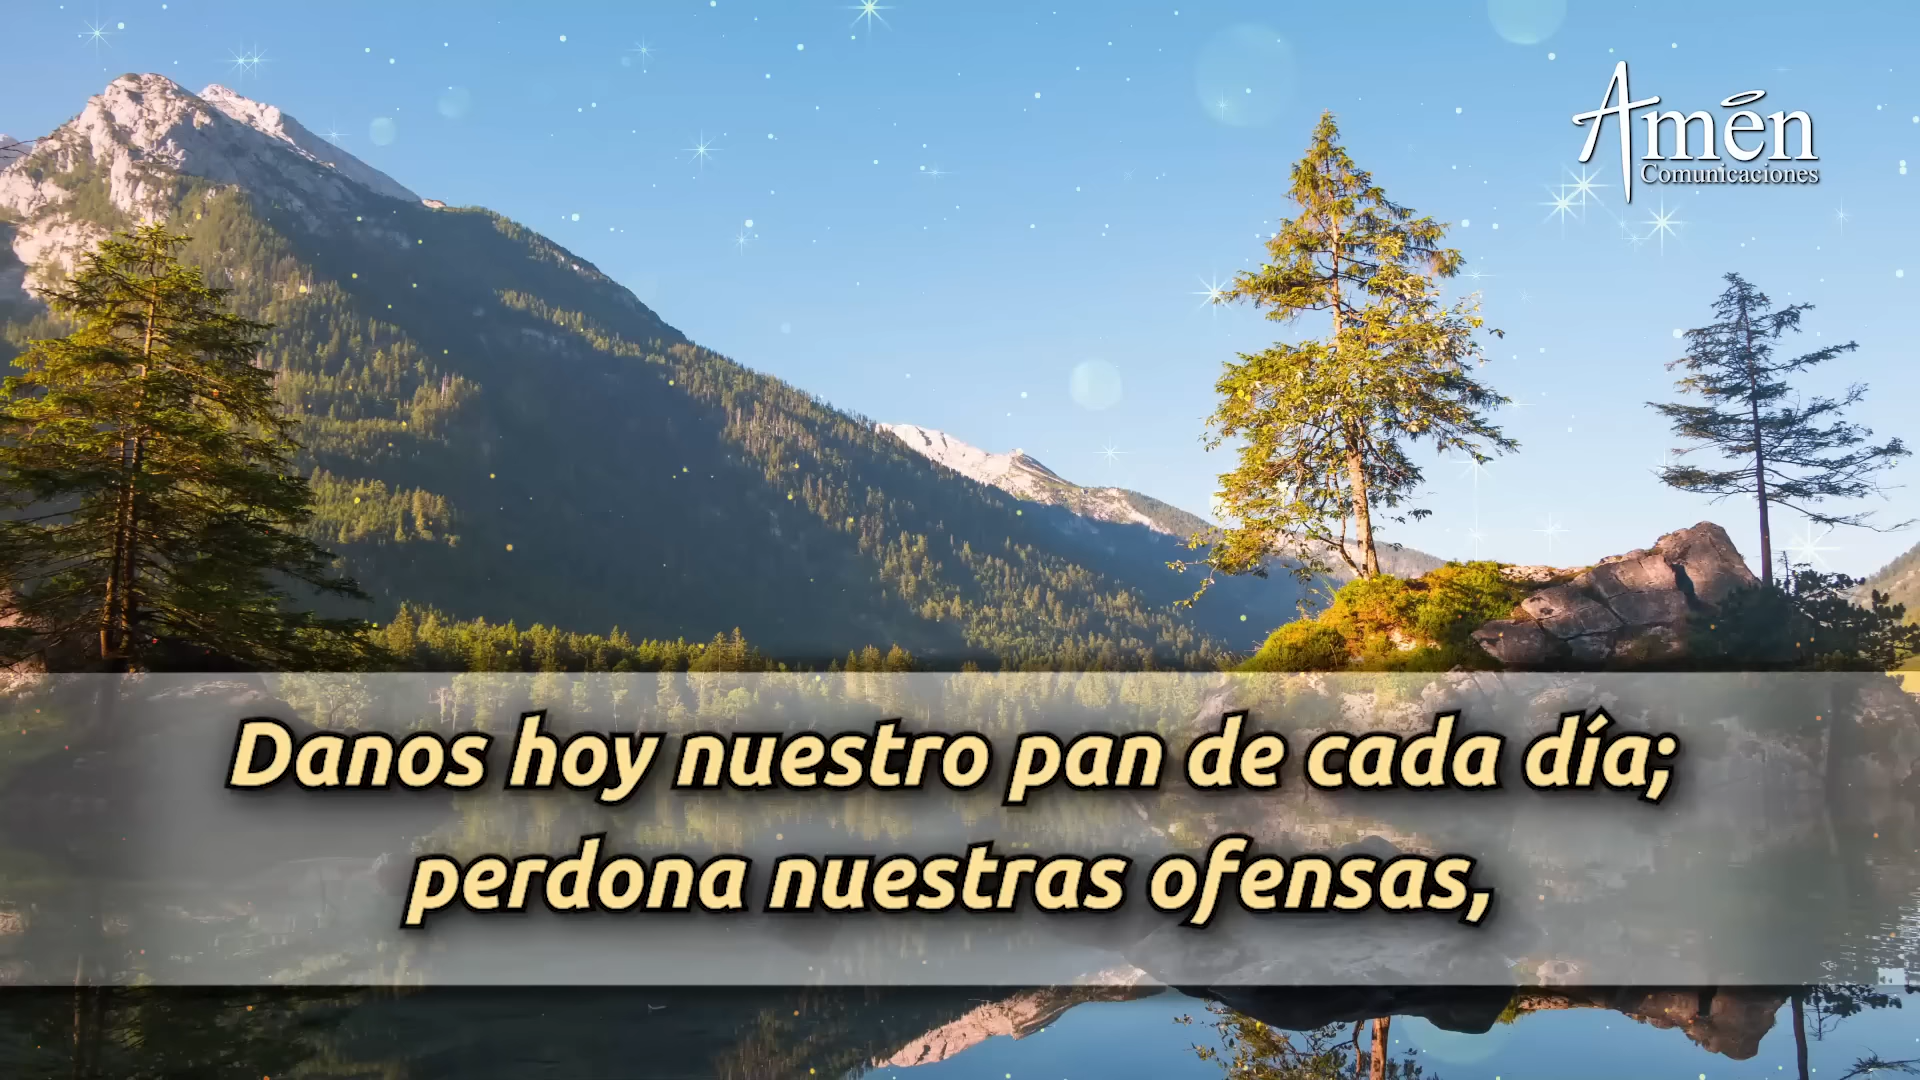 Amén
Comunicaciones
Danos hoy nuestro pan de cada día;
perdona nuestras ofensas,